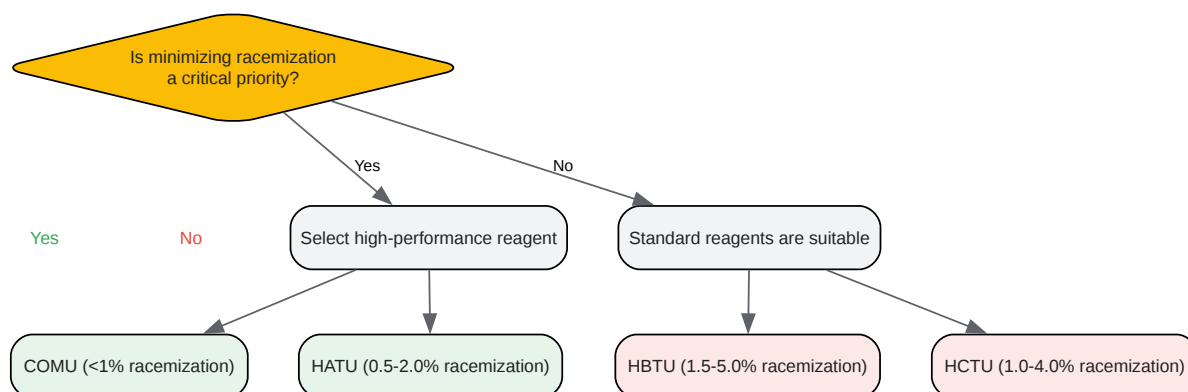 Is minimizing racemization
a critical priority?
Yes
No
Yes
No
Select high-performance reagent
Standard reagents are suitable
COMU (<1% racemization)
HATU (0.5-2.0% racemization)
HBTU (1.5-5.0% racemization)
HCTU (1.0-4.0% racemization)